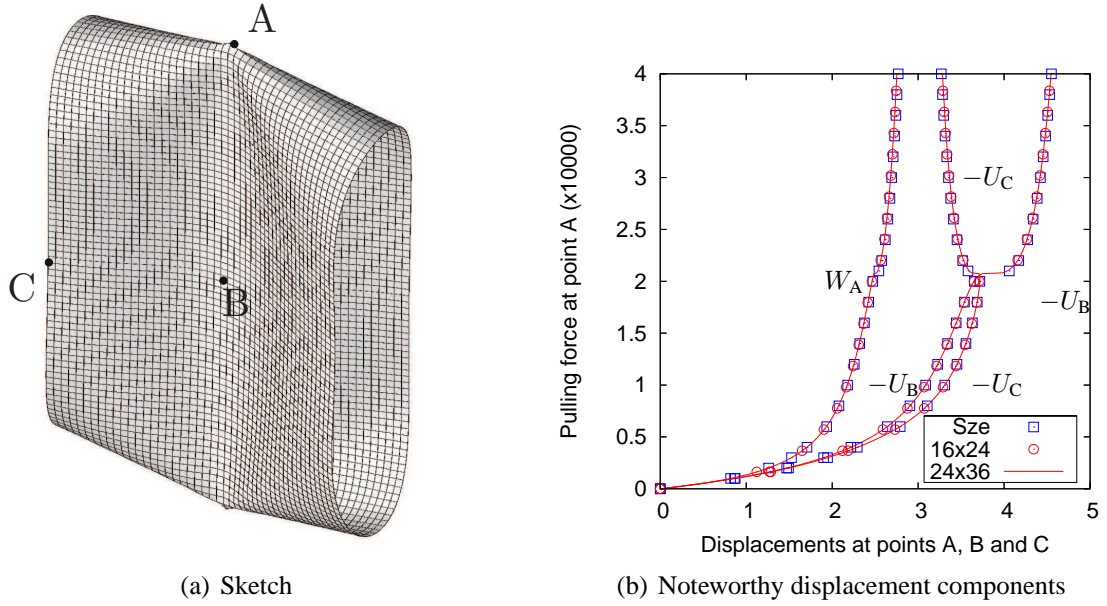 A
C
B
Pulling force at point A (x10000)
4
3.5
3
2.5
2
1.5
1
0.5
0
0 1 2 3 4 5
−U_C
W_A
−U_B
−U_B
−U_C
Sze
16x24
24x36
Displacements at points A, B and C
(a) Sketch
(b) Noteworthy displacement components